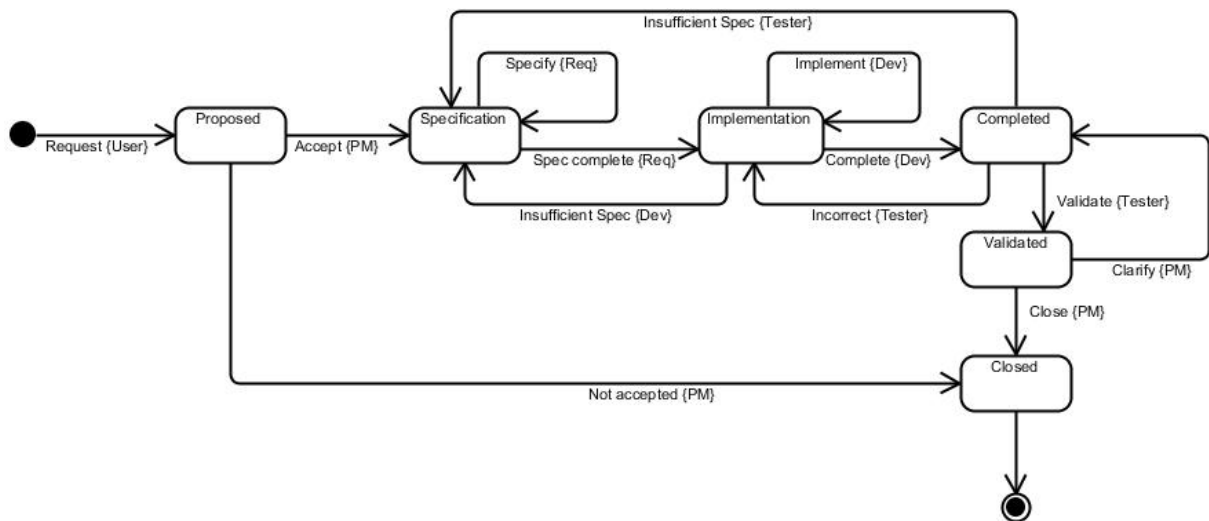 Insufficient Spec {Tester}
Specify {Req}
Implement {Dev}
Proposed
Specification
Implementation
Completed
Request {User}
Accept {PM}
Spec complete {Req}
Complete {Dev}
Insufficient Spec {Dev}
Incorrect {Tester}
Validate {Tester}
Validated
Clarify {PM}
Close {PM}
Closed
Not accepted {PM}